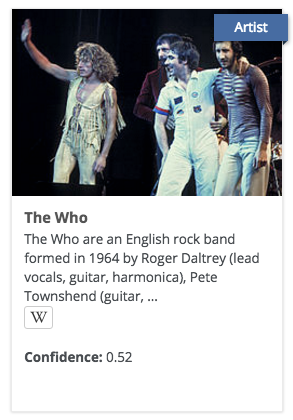 Artist
The Who
The Who are an English rock band
formed in 1964 by Roger Daltrey (lead
vocals, guitar, harmonica), Pete
Townshend (guitar, ...
W
Confidence: 0.52